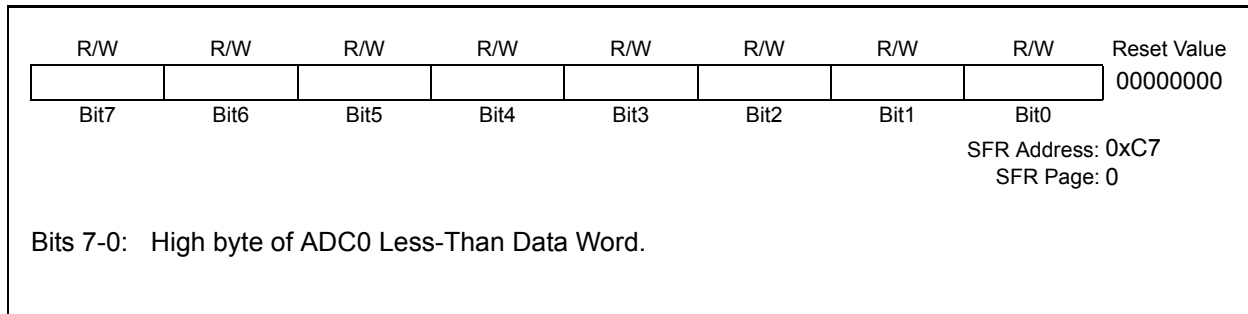 R/W R/W R/W R/W R/W R/W R/W R/W Reset Value
00000000
Bit7 Bit6 Bit5 Bit4 Bit3 Bit2 Bit1 Bit0
SFR Address: 0xC7
SFR Page: 0
Bits 7-0: High byte of ADC0 Less-Than Data Word.